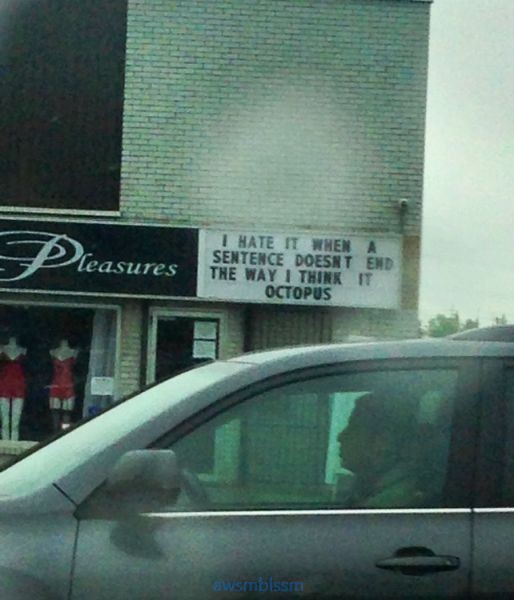 Pleasures
I HATE IT WHEN A
SENTENCE DOESNT END
THE WAY I THINK IT
OCTOPUS
awsmblssm